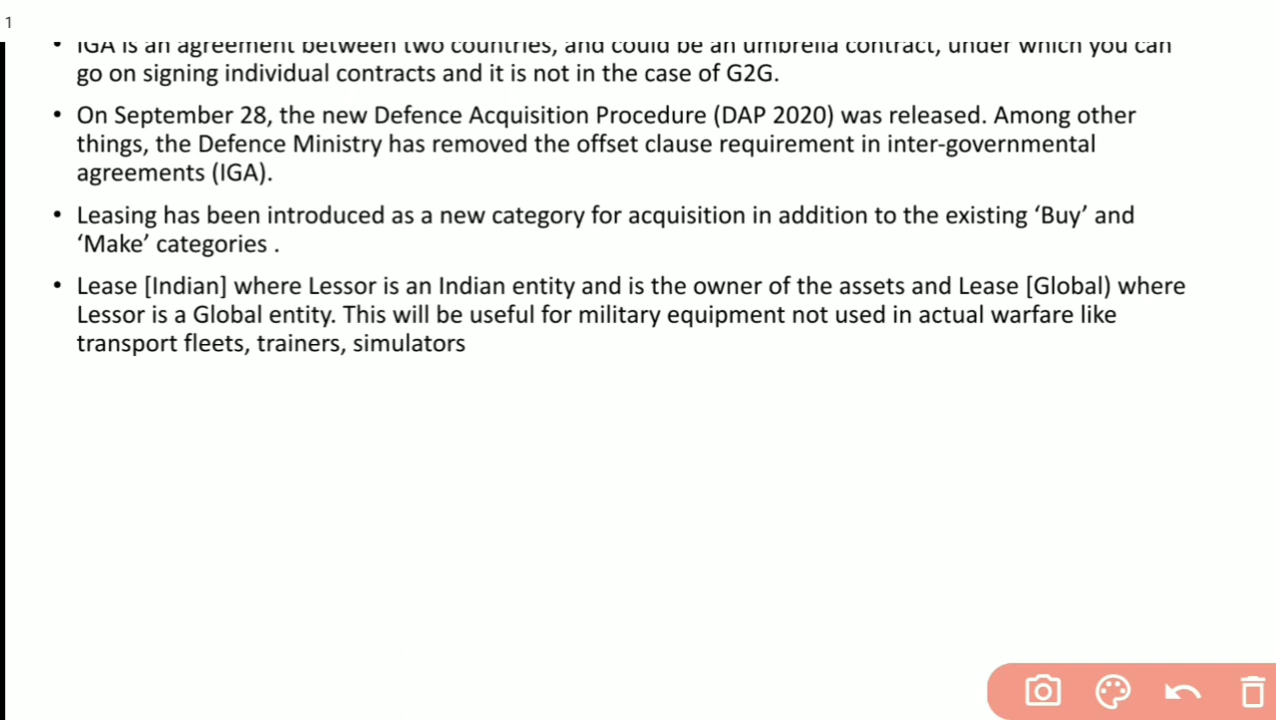 1
• IGA is an agreement between two countries, and could be an umbrella contract, under which you can
go on signing individual contracts and it is not in the case of G2G.
• On September 28, the new Defence Acquisition Procedure (DAP 2020) was released. Among other
things, the Defence Ministry has removed the offset clause requirement in inter-governmental
agreements (IGA).
• Leasing has been introduced as a new category for acquisition in addition to the existing ‘Buy’ and
‘Make’ categories .
• Lease [Indian] where Lessor is an Indian entity and is the owner of the assets and Lease [Global) where
Lessor is a Global entity. This will be useful for military equipment not used in actual warfare like
transport fleets, trainers, simulators